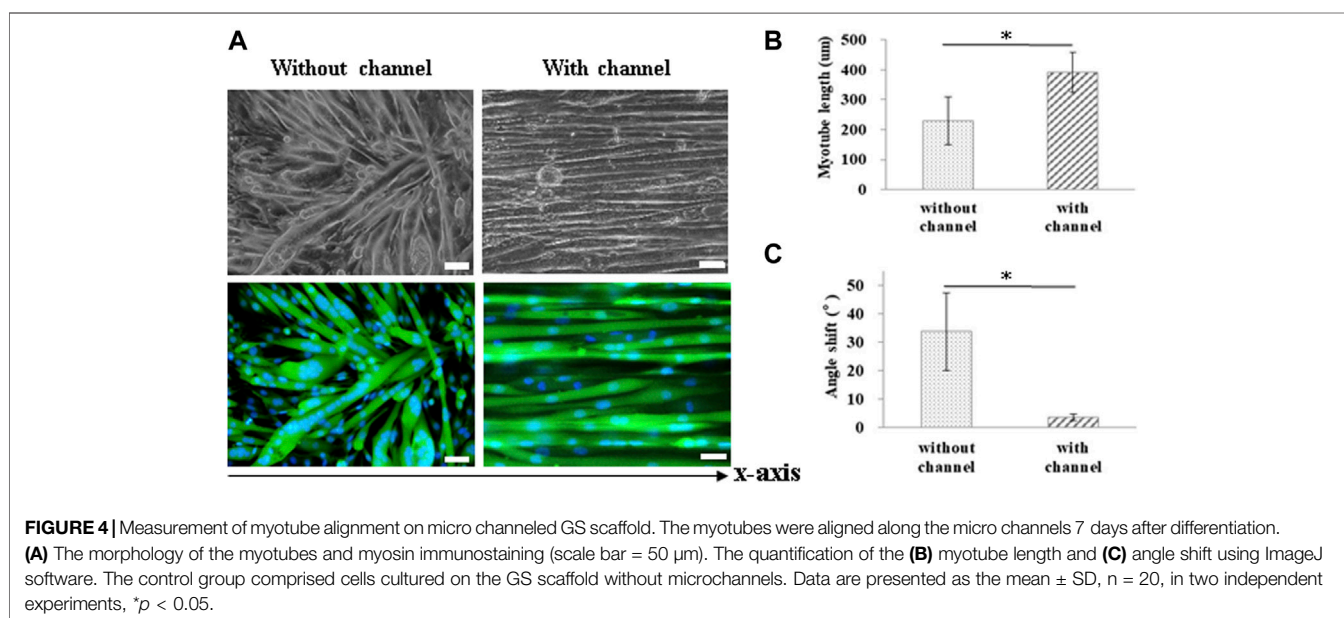 A
Without channel
With channel
x-axis
B
*
Myotube length (um)
500
400
300
200
100
0
without
channel
with
channel
C
*
Angle shift (°)
50
40
30
20
10
0
without
channel
with
channel
FIGURE 4 | Measurement of myotube alignment on micro channeled GS scaffold. The myotubes were aligned along the micro channels 7 days after differentiation.
(A) The morphology of the myotubes and myosin immunostaining (scale bar = 50 µm). The quantification of the (B) myotube length and (C) angle shift using ImageJ
software. The control group comprised cells cultured on the GS scaffold without microchannels. Data are presented as the mean ± SD, n = 20, in two independent
experiments, *p < 0.05.